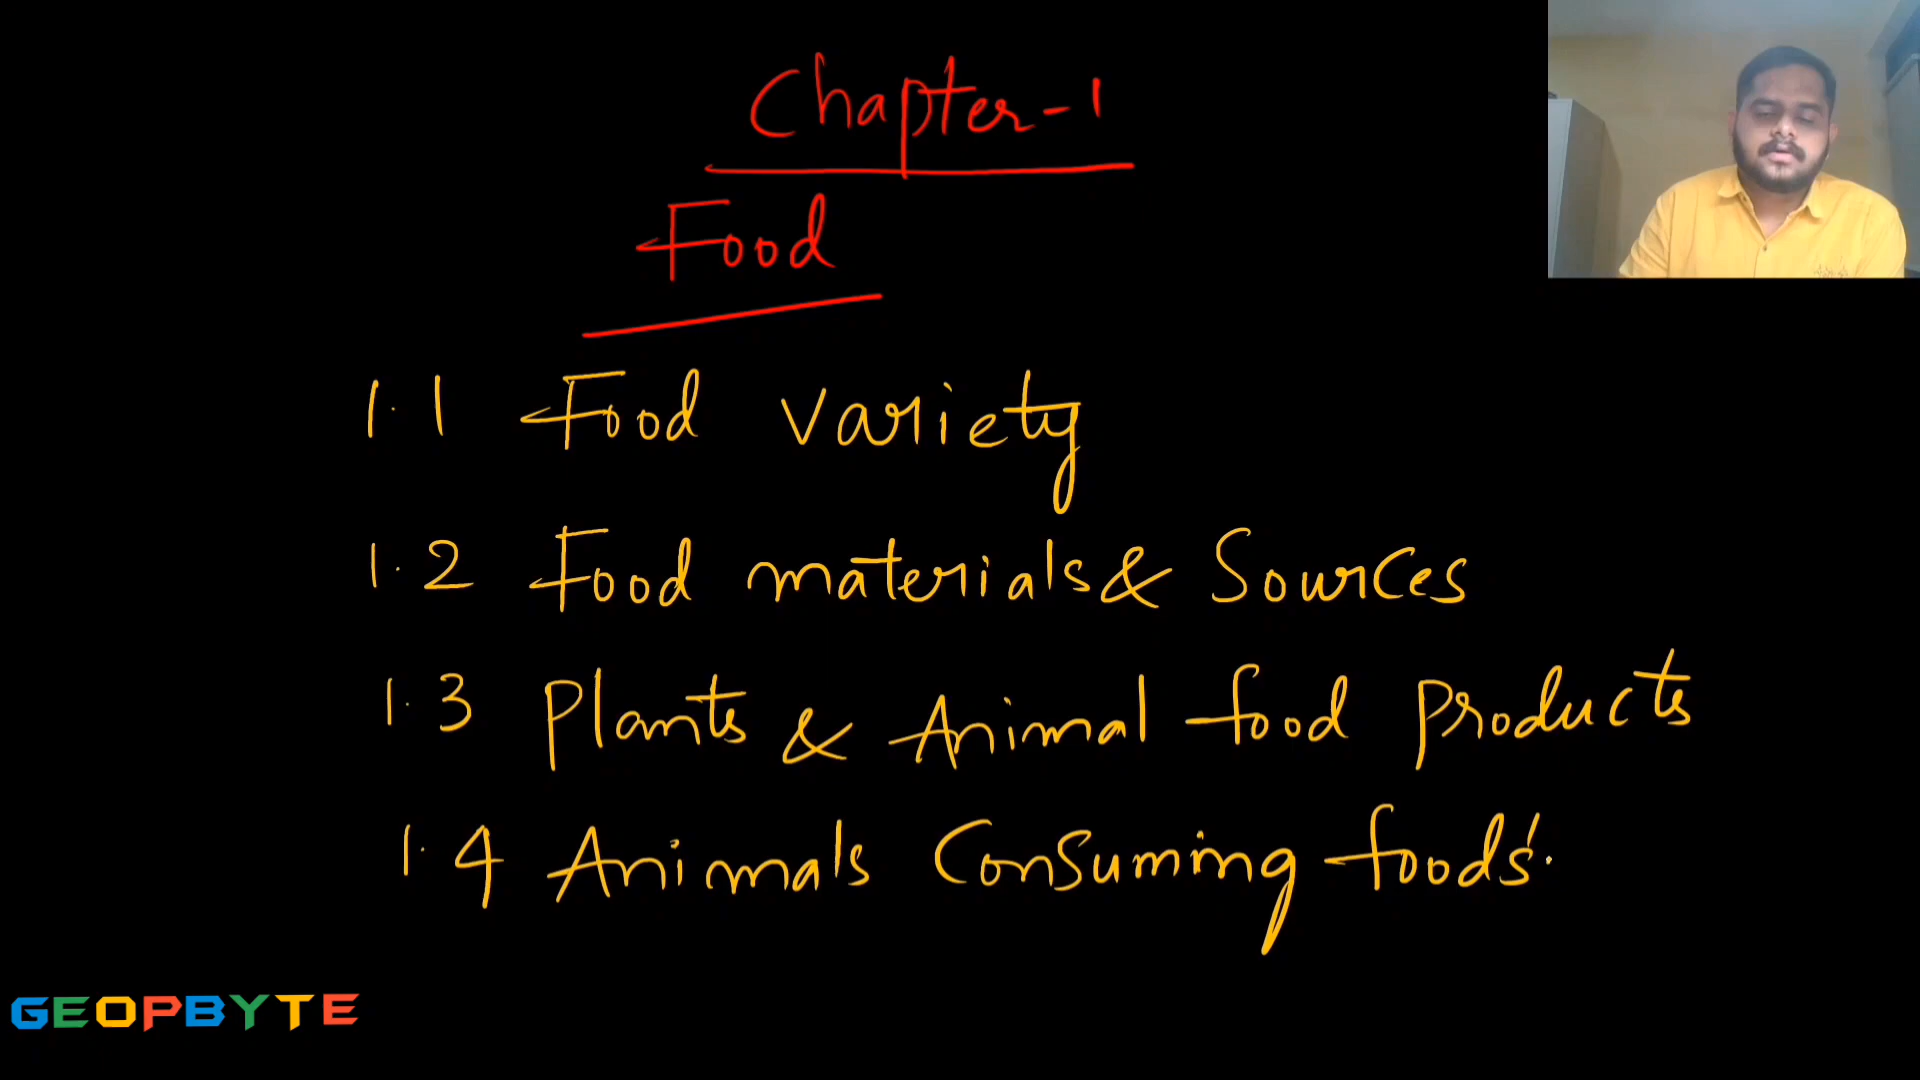 Chapter-1
Food
1.1 Food variety
1.2 Food materials & Sources
1.3 Plants & Animal food Products
1.4 Animals Consuming foods'.
GEOPBYTE